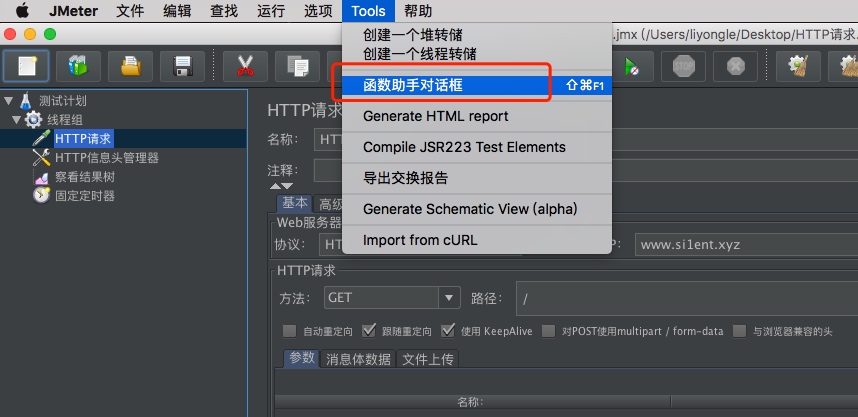 JMeter 文件 编辑 查找 运行 选项 Tools 帮助
.jmx (/Users/liyongle/Desktop/HTTP请求.
创建一个堆转储
创建一个线程转储
函数助手对话框 ⇧⌘F1
Generate HTML report
Compile JSR223 Test Elements
导出交换报告
Generate Schematic View (alpha)
Import from cURL
测试计划
线程组
HTTP请求
HTTP信息头管理器
察看结果树
固定定时器
HTTP请求
名称: HT
注释:
基本 高级
Web服务器
协议: HT P: www.si1ent.xyz
HTTP请求
方法: GET 路径: /
自动重定向 跟随重定向 使用 KeepAlive 对POST使用multipart / form-data 与浏览器兼容的头
参数 消息体数据 文件上传
名称: